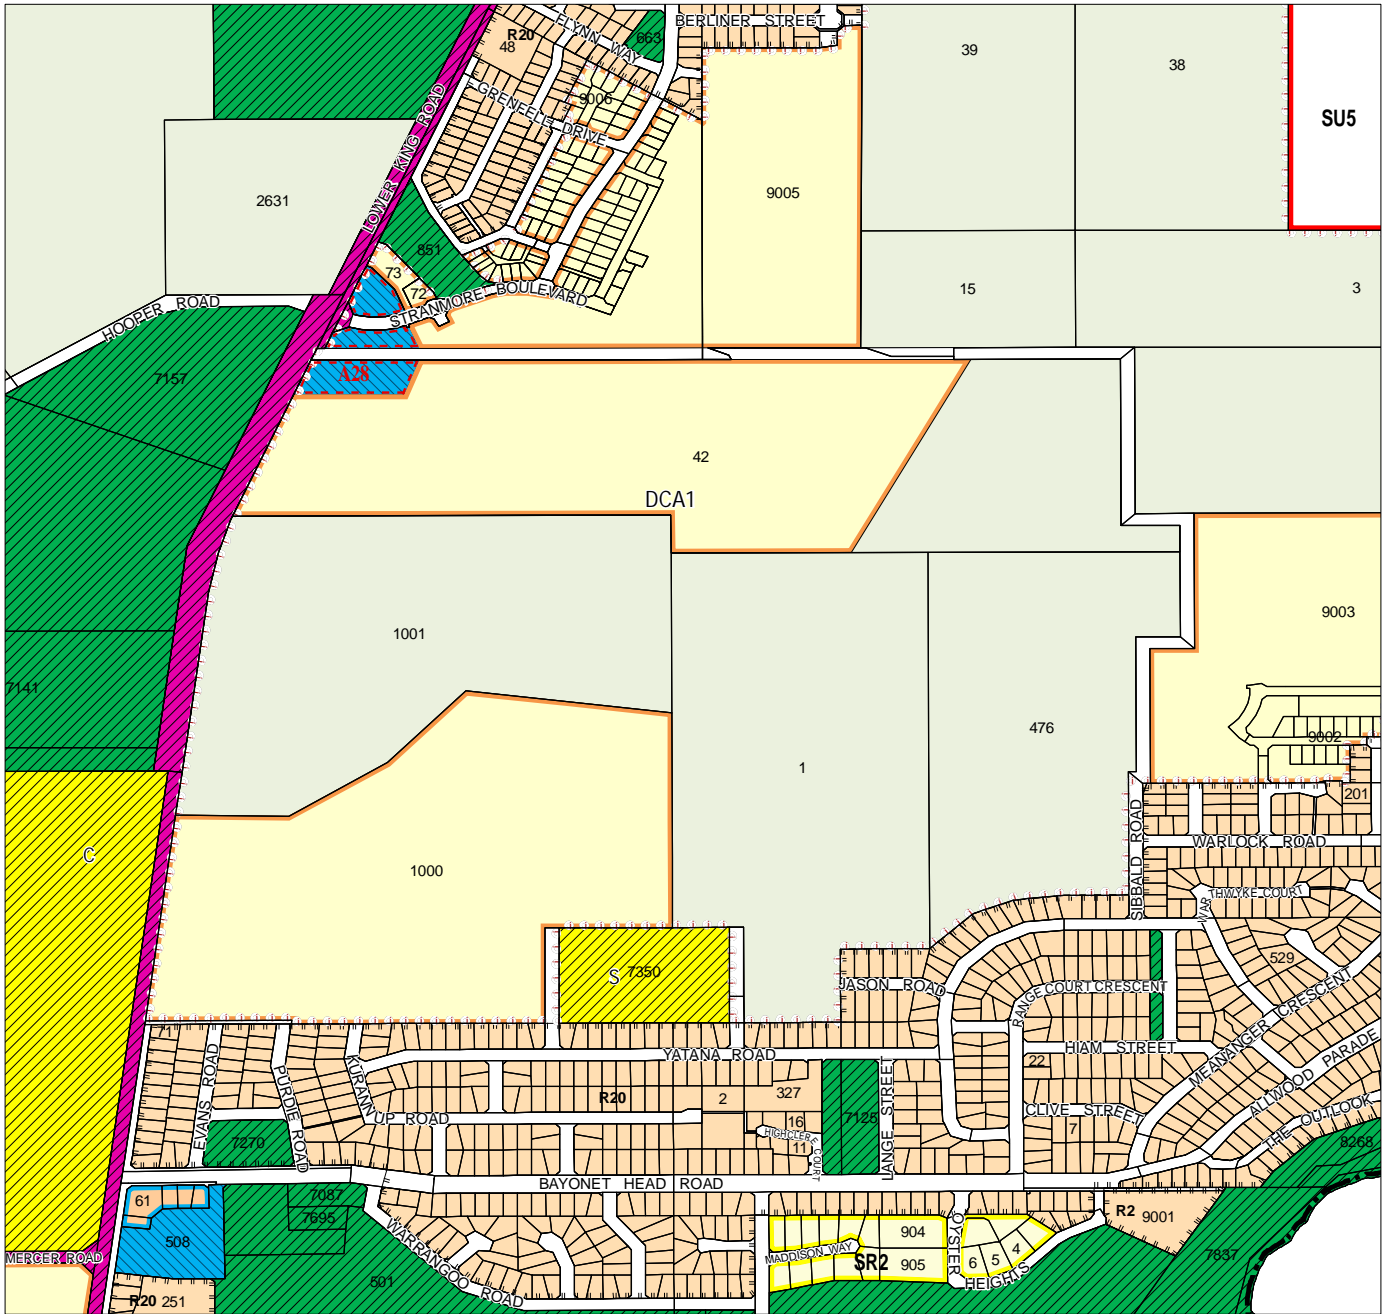 BERLINER STREET
FLYNN WAY
R20
48
663
39
38
SU5
9006
GRENFELL DRIVE
LOWER KING ROAD
2631
9005
851
73
72
STRANMORE BOULEVARD
15
3
HOOPER ROAD
7157
A28
42
DCA1
1001
9003
7141
476
9002
1
201
SIBBALD ROAD
WARLOCK ROAD
C
1000
WAR THWYKE COURT
529
S 7350
JASON ROAD
RANGE COURT CRESCENT
MEANANGER CRESCENT
1
YATANA ROAD
HIAM STREET
ALLWOOD PARADE
EVANS ROAD
PURDIE ROAD
KURANNUP ROAD
R20
2
327
16
HIGHCLERE COURT
11
7125
LANGE STREET
22
CLIVE STREET
7
THE OUTLOOK
8268
7270
BAYONET HEAD ROAD
61
7087
7695
508
WARRANGOO ROAD
904
MADDISON WAY
SR2
905
OYSTER HEIGHTS
6
5
4
R2
9001
7837
MERCER ROAD
501
R20 251